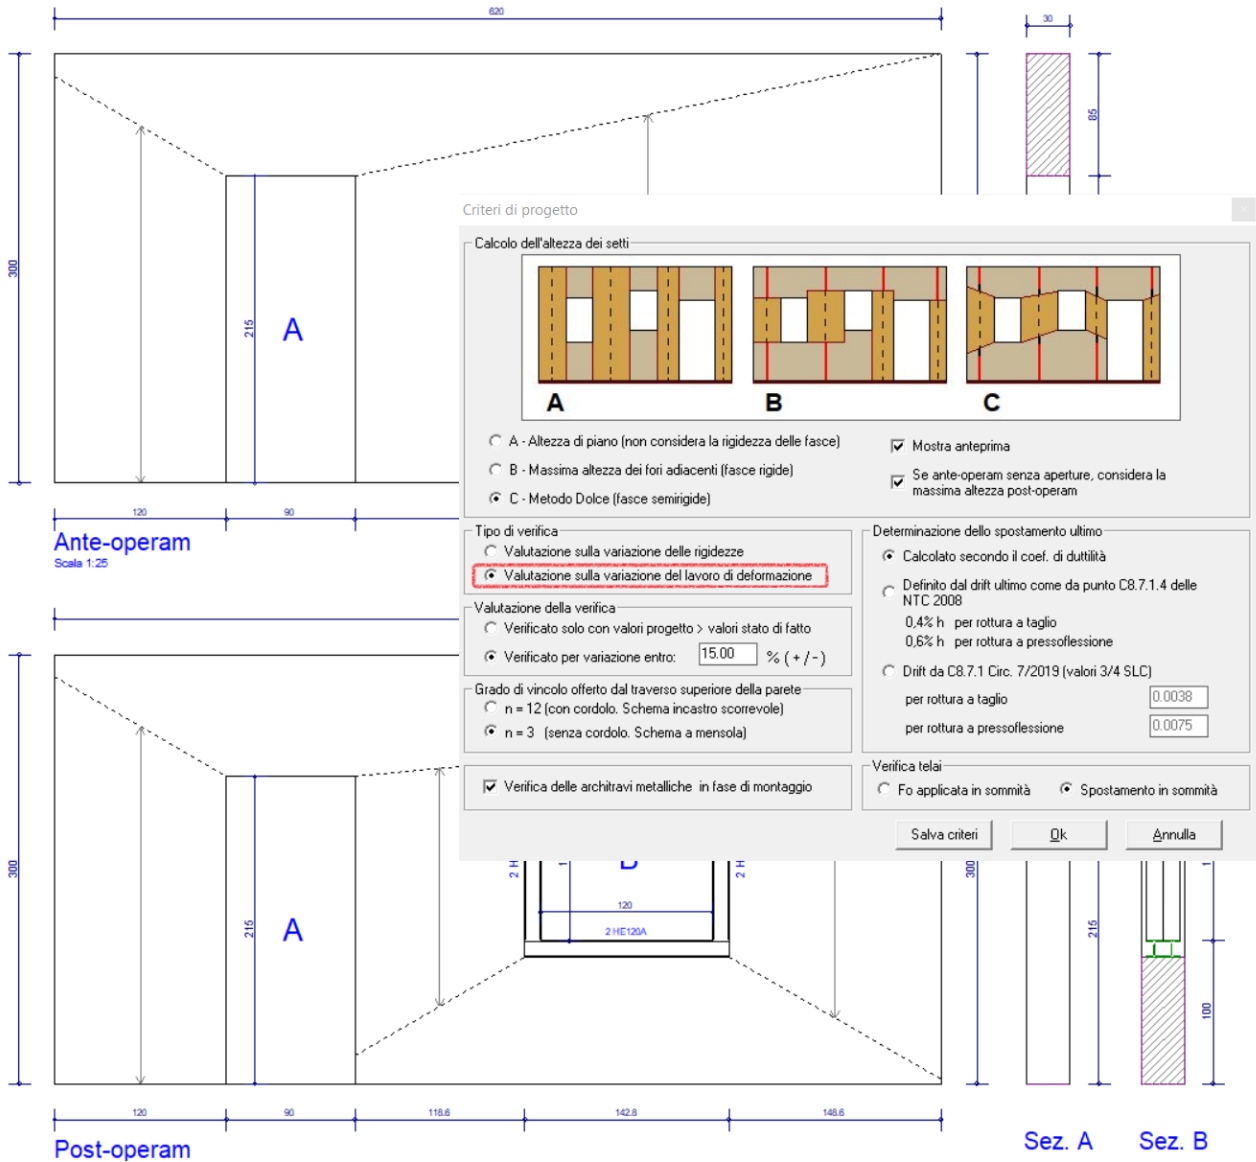 620
30
300
85
215
A
120
90
Ante-operam
Scala 1:25
Criteri di progetto
Calcolo dell'altezza dei setti
A
B
C
A - Altezza di piano (non considera la rigidezza delle fasce)
B - Massima altezza dei fori adiacenti (fasce rigide)
C - Metodo Dolce (fasce semirigide)
Mostra anteprima
Se ante-operam senza aperture, considera la
massima altezza post-operam
Tipo di verifica
Valutazione sulla variazione delle rigidezze
Valutazione sulla variazione del lavoro di deformazione
Valutazione della verifica
Verificato solo con valori progetto > valori stato di fatto
Verificato per variazione entro:
15.00
% ( + / - )
Grado di vincolo offerto dal traverso superiore della parete
n = 12 (con cordolo. Schema incastro scorrevole)
n = 3 (senza cordolo. Schema a mensola)
Verifica delle architravi metalliche in fase di montaggio
Determinazione dello spostamento ultimo
Calcolato secondo il coef. di duttilità
Definito dal drift ultimo come da punto C8.7.1.4 delle
NTC 2008
0,4% h per rottura a taglio
0,6% h per rottura a pressoflessione
Drift da C8.7.1 Circ. 7/2019 (valori 3/4 SLC)
per rottura a taglio
0.0038
per rottura a pressoflessione
0.0075
Verifica telai
Fo applicata in sommità
Spostamento in sommità
Salva criteri
Ok
Annulla
300
215
A
2 H
2 H
120
2 HE120A
300
215
100
120
90
118.6
142.8
148.6
Post-operam
Sez. A
Sez. B